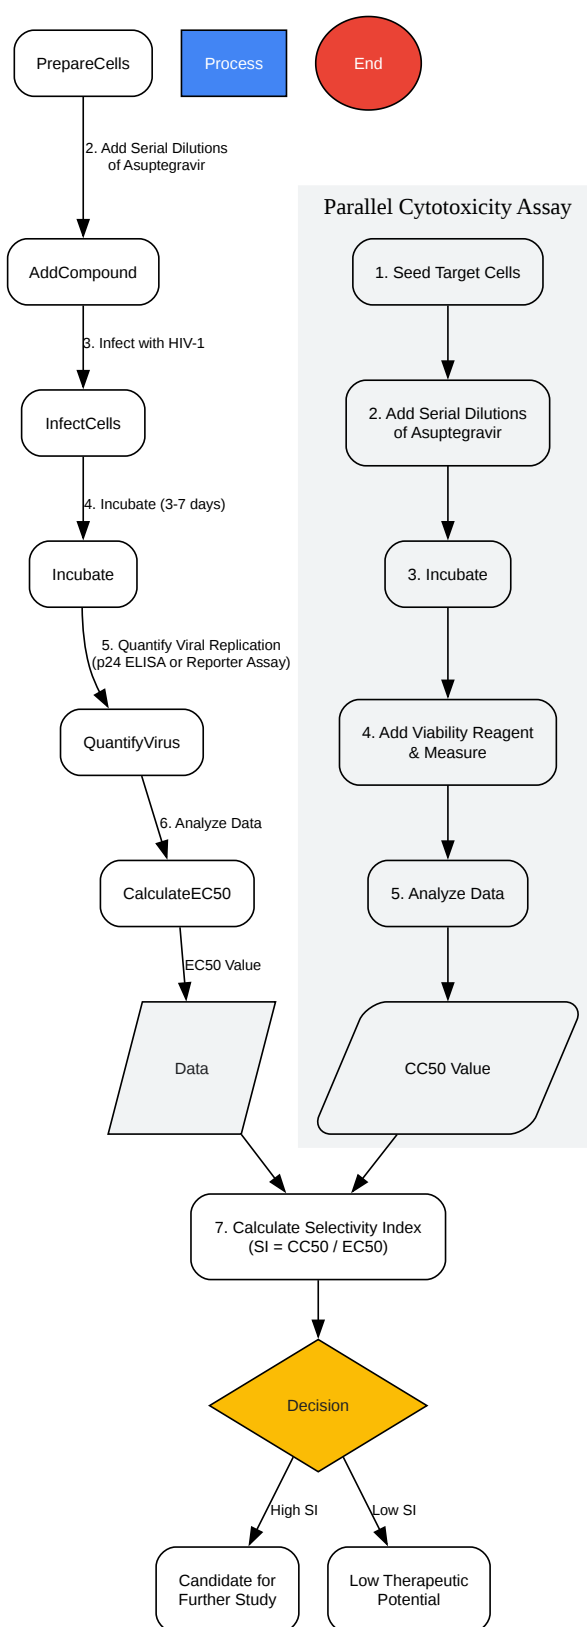 PrepareCells
Process
End
2. Add Serial Dilutions
of Asuptegravir
AddCompound
3. Infect with HIV-1
InfectCells
4. Incubate (3-7 days)
Incubate
5. Quantify Viral Replication
(p24 ELISA or Reporter Assay)
QuantifyVirus
6. Analyze Data
CalculateEC50
EC50 Value
Data
Parallel Cytotoxicity Assay
1. Seed Target Cells
2. Add Serial Dilutions
of Asuptegravir
3. Incubate
4. Add Viability Reagent
& Measure
5. Analyze Data
CC50 Value
7. Calculate Selectivity Index
(SI = CC50 / EC50)
Decision
High SI
Low SI
Candidate for
Further Study
Low Therapeutic
Potential